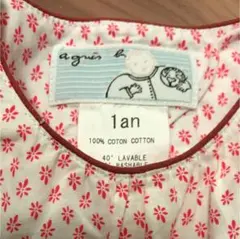 agnès b
1an
100% COTON COTTON
40° LAVABLE
WASHABLE